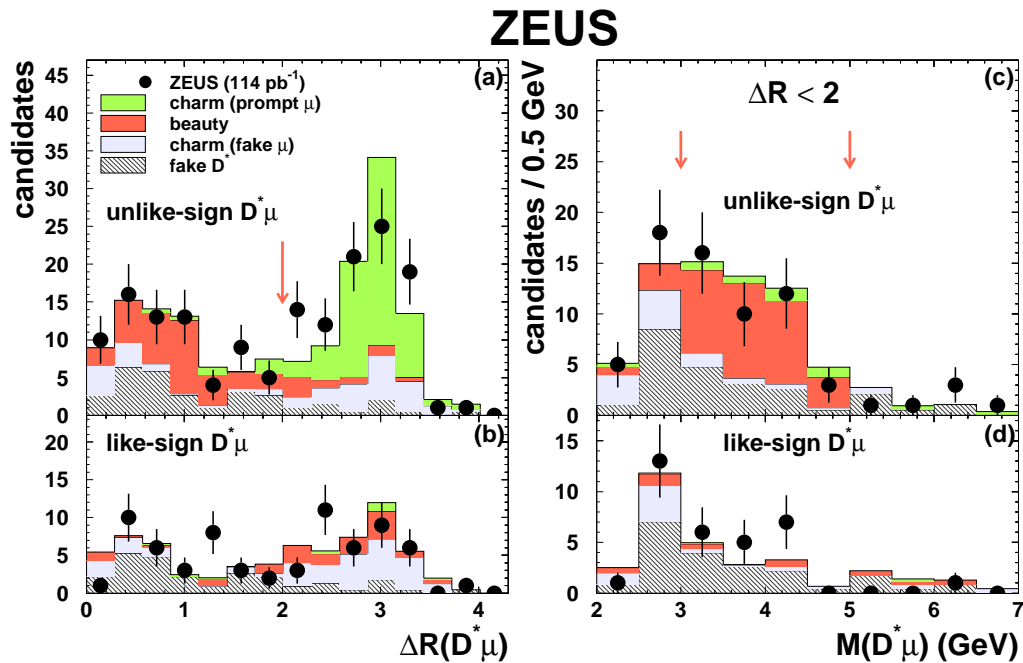 ZEUS
candidates
45
40
35
30
25
20
15
10
5
0
(a)
ZEUS (114 pb⁻¹)
charm (prompt μ)
beauty
charm (fake μ)
fake D*
unlike-sign D*μ
20
15
10
5
0
(b)
like-sign D*μ
0 1 2 3 4
ΔR(D*μ)
candidates / 0.5 GeV
35
30
25
20
15
10
5
0
(c)
ΔR < 2
unlike-sign D*μ
15
10
5
0
(d)
like-sign D*μ
2 3 4 5 6 7
M(D*μ) (GeV)